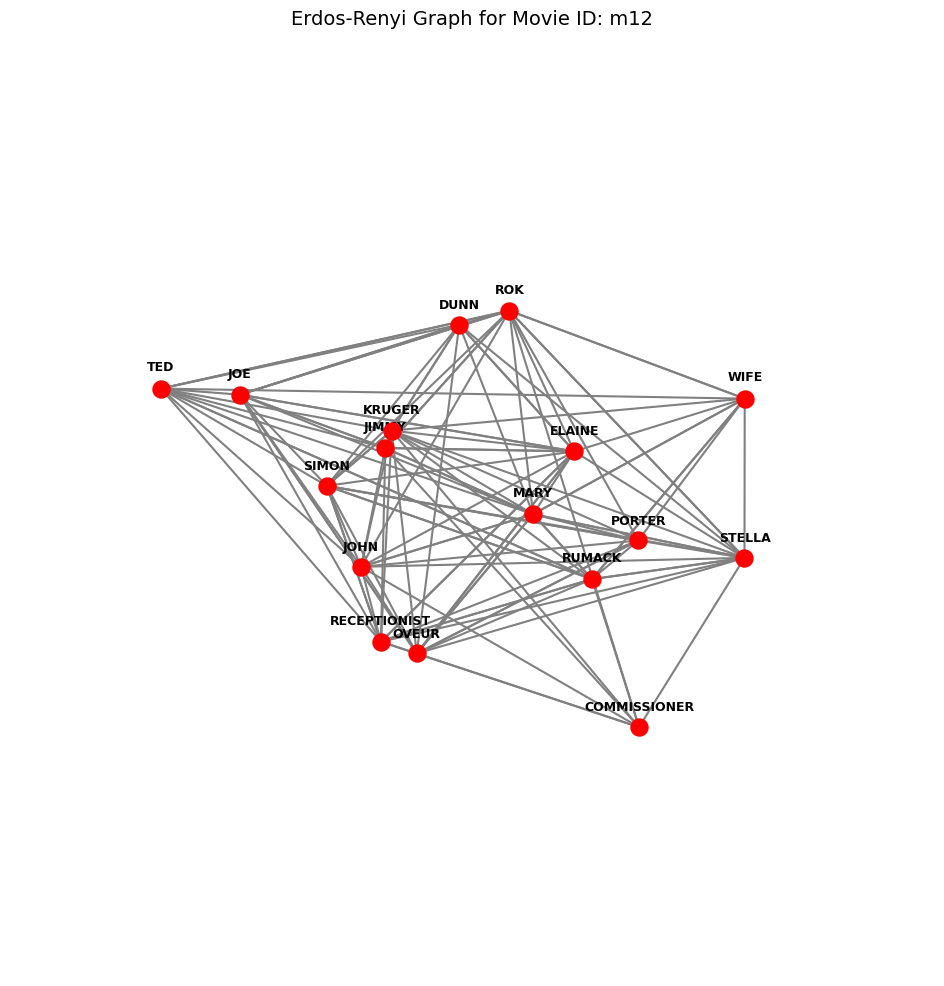 Erdos-Renyi Graph for Movie ID: m12
ROK
DUNN
TED
JOE
WIFE
KRUGER
JIMMY
ELAINE
SIMON
MARY
PORTER
STELLA
JOHN
RUMACK
RECEPTIONIST
OVEUR
COMMISSIONER